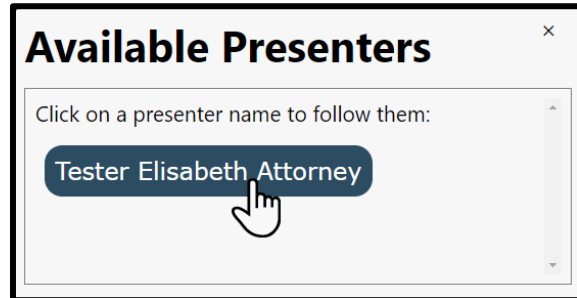 Available Presenters
×
Click on a presenter name to follow them:
Tester Elisabeth Attorney